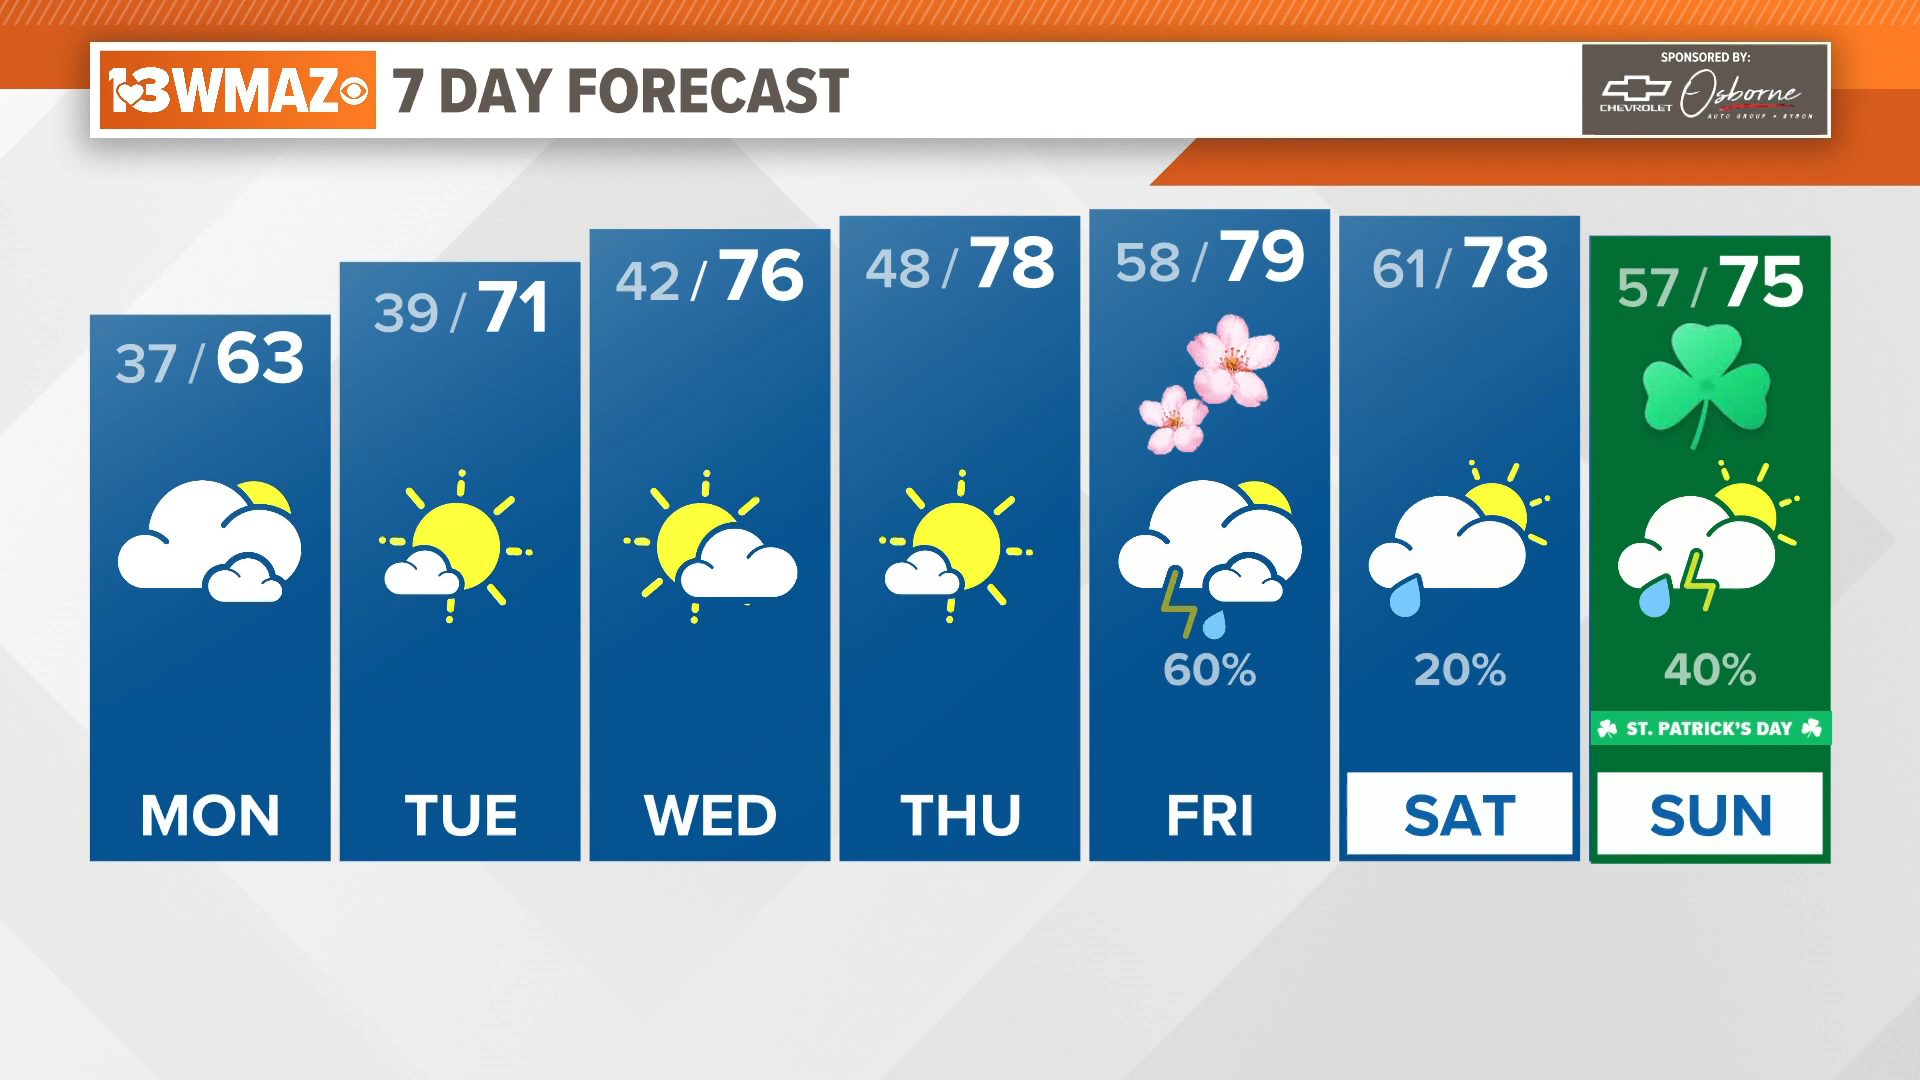 13WMAZ 7 DAY FORECAST
SPONSORED BY:
CHEVROLET
Osborne
AUTO GROUP • BYRON
37 / 63
39 / 71
42 / 76
48 / 78
58 / 79
61 / 78
57 / 75
60%
20%
40%
ST. PATRICK'S DAY
MON
TUE
WED
THU
FRI
SAT
SUN